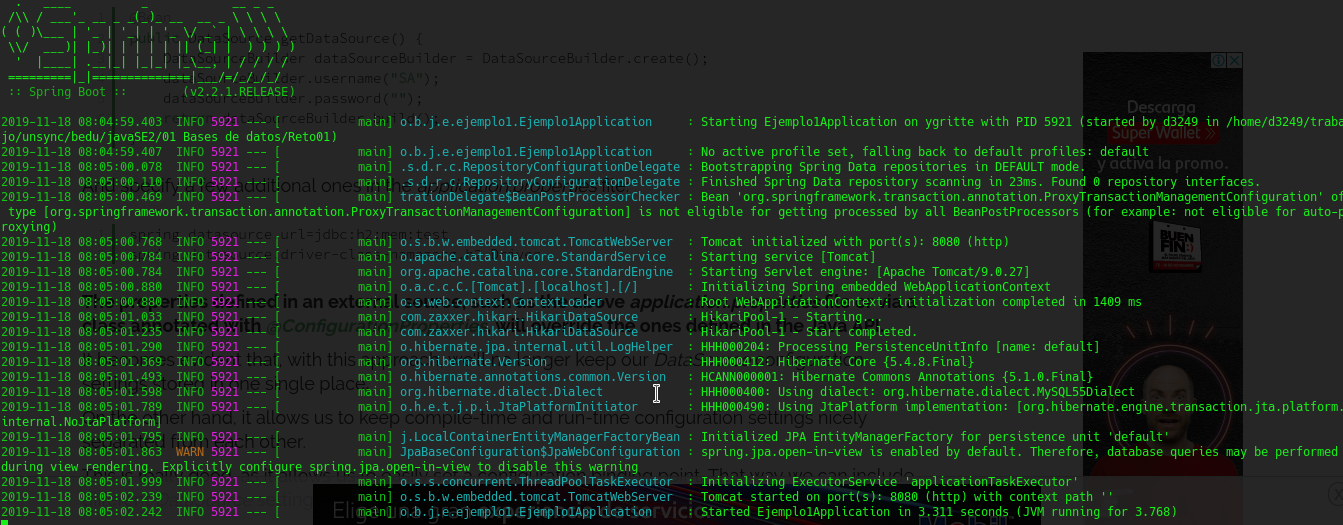 :: Spring Boot ::        (v2.2.1.RELEASE)
2019-11-18 08:04:59.403  INFO 5921 --- [           main] o.b.j.e.ejemplo1.Ejemplo1Application     : Starting Ejemplo1Application on ygritte with PID 5921 (started by d3249 in /home/d3249/traba
jo/unsync/bedu/javaSE2/01 Bases de datos/Reto01)
2019-11-18 08:04:59.407  INFO 5921 --- [           main] o.b.j.e.ejemplo1.Ejemplo1Application     : No active profile set, falling back to default profiles: default
2019-11-18 08:05:00.078  INFO 5921 --- [           main] .s.d.r.c.RepositoryConfigurationDelegate : Bootstrapping Spring Data repositories in DEFAULT mode.
2019-11-18 08:05:00.110  INFO 5921 --- [           main] .s.d.r.c.RepositoryConfigurationDelegate : Finished Spring Data repository scanning in 23ms. Found 0 repository interfaces.
2019-11-18 08:05:00.469  INFO 5921 --- [           main] trationDelegate$BeanPostProcessorChecker : Bean 'org.springframework.transaction.annotation.ProxyTransactionManagementConfiguration' of
type [org.springframework.transaction.annotation.ProxyTransactionManagementConfiguration] is not eligible for getting processed by all BeanPostProcessors (for example: not eligible for auto-p
roxying)
2019-11-18 08:05:00.768  INFO 5921 --- [           main] o.s.b.w.embedded.tomcat.TomcatWebServer  : Tomcat initialized with port(s): 8080 (http)
2019-11-18 08:05:00.784  INFO 5921 --- [           main] o.apache.catalina.core.StandardService   : Starting service [Tomcat]
2019-11-18 08:05:00.784  INFO 5921 --- [           main] org.apache.catalina.core.StandardEngine  : Starting Servlet engine: [Apache Tomcat/9.0.27]
2019-11-18 08:05:00.880  INFO 5921 --- [           main] o.a.c.c.C.[Tomcat].[localhost].[/]       : Initializing Spring embedded WebApplicationContext
2019-11-18 08:05:00.880  INFO 5921 --- [           main] o.s.web.context.ContextLoader            : Root WebApplicationContext: initialization completed in 1409 ms
2019-11-18 08:05:01.033  INFO 5921 --- [           main] com.zaxxer.hikari.HikariDataSource       : HikariPool-1 - Starting...
2019-11-18 08:05:01.235  INFO 5921 --- [           main] com.zaxxer.hikari.HikariDataSource       : HikariPool-1 - Start completed.
2019-11-18 08:05:01.290  INFO 5921 --- [           main] o.hibernate.jpa.internal.util.LogHelper  : HHH000204: Processing PersistenceUnitInfo [name: default]
2019-11-18 08:05:01.369  INFO 5921 --- [           main] org.hibernate.Version                    : HHH000412: Hibernate Core {5.4.8.Final}
2019-11-18 08:05:01.493  INFO 5921 --- [           main] o.hibernate.annotations.common.Version   : HCANN000001: Hibernate Commons Annotations {5.1.0.Final}
2019-11-18 08:05:01.598  INFO 5921 --- [           main] org.hibernate.dialect.Dialect            : HHH000400: Using dialect: org.hibernate.dialect.MySQL55Dialect
2019-11-18 08:05:01.789  INFO 5921 --- [           main] o.h.e.t.j.p.i.JtaPlatformInitiator       : HHH000490: Using JtaPlatform implementation: [org.hibernate.engine.transaction.jta.platform.
internal.NoJtaPlatform]
2019-11-18 08:05:01.795  INFO 5921 --- [           main] j.LocalContainerEntityManagerFactoryBean : Initialized JPA EntityManagerFactory for persistence unit 'default'
2019-11-18 08:05:01.863  WARN 5921 --- [           main] JpaBaseConfiguration$JpaWebConfiguration : spring.jpa.open-in-view is enabled by default. Therefore, database queries may be performed
during view rendering. Explicitly configure spring.jpa.open-in-view to disable this warning
2019-11-18 08:05:01.999  INFO 5921 --- [           main] o.s.s.concurrent.ThreadPoolTaskExecutor  : Initializing ExecutorService 'applicationTaskExecutor'
2019-11-18 08:05:02.239  INFO 5921 --- [           main] o.s.b.w.embedded.tomcat.TomcatWebServer  : Tomcat started on port(s): 8080 (http) with context path ''
2019-11-18 08:05:02.242  INFO 5921 --- [           main] o.b.j.e.ejemplo1.Ejemplo1Application     : Started Ejemplo1Application in 3.311 seconds (JVM running for 3.768)
getDataSource() {
DataSourceBuilder dataSourceBuilder = DataSourceBuilder.create();
dataSourceBuilder.username("SA");
dataSourceBuilder.password("");
Descarga
Super Wallet »
y activa la promo.
BUEN
FIN